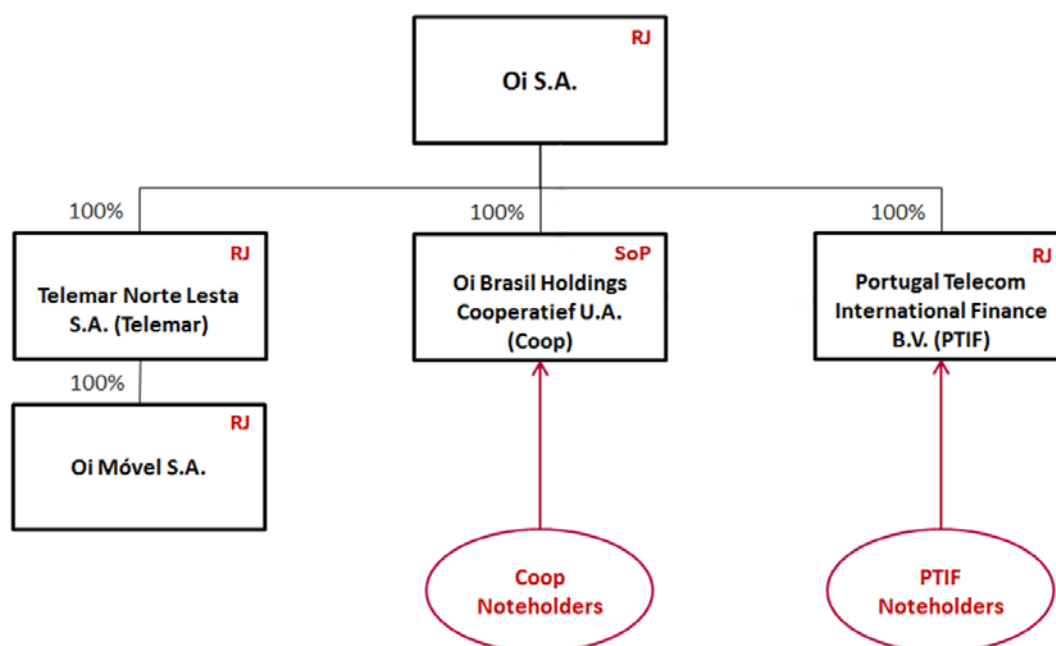 RJ
Oi S.A.
100%
100%
100%
RJ
Telemar Norte Lesta
S.A. (Telemar)
SoP
Oi Brasil Holdings
Cooperatief U.A.
(Coop)
RJ
Portugal Telecom
International Finance
B.V. (PTIF)
100%
RJ
Oi Móvel S.A.
Coop
Noteholders
PTIF
Noteholders